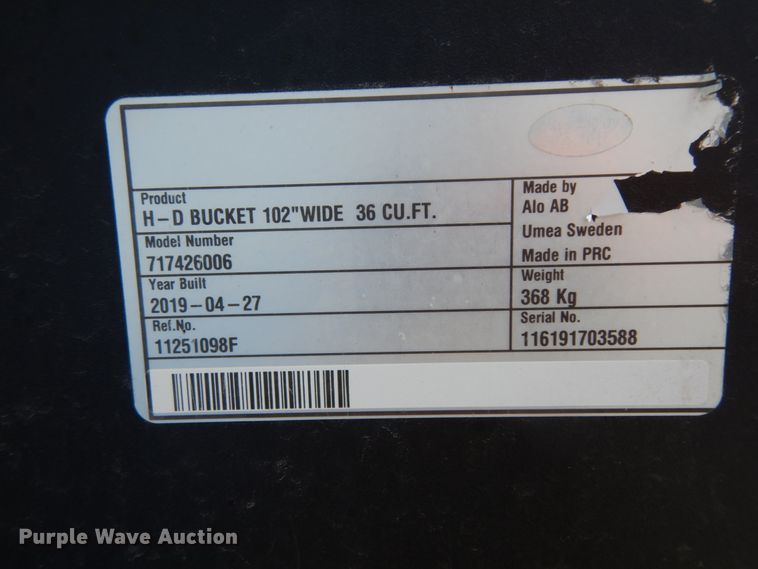 Product
H-D BUCKET 102"WIDE 36 CU.FT.
Model Number
717426006
Year Built
2019-04-27
Ref.No.
11251098F
Made by
Alo AB
Umea Sweden
Made in PRC
Weight
368 Kg
Serial No.
116191703588
Purple Wave Auction